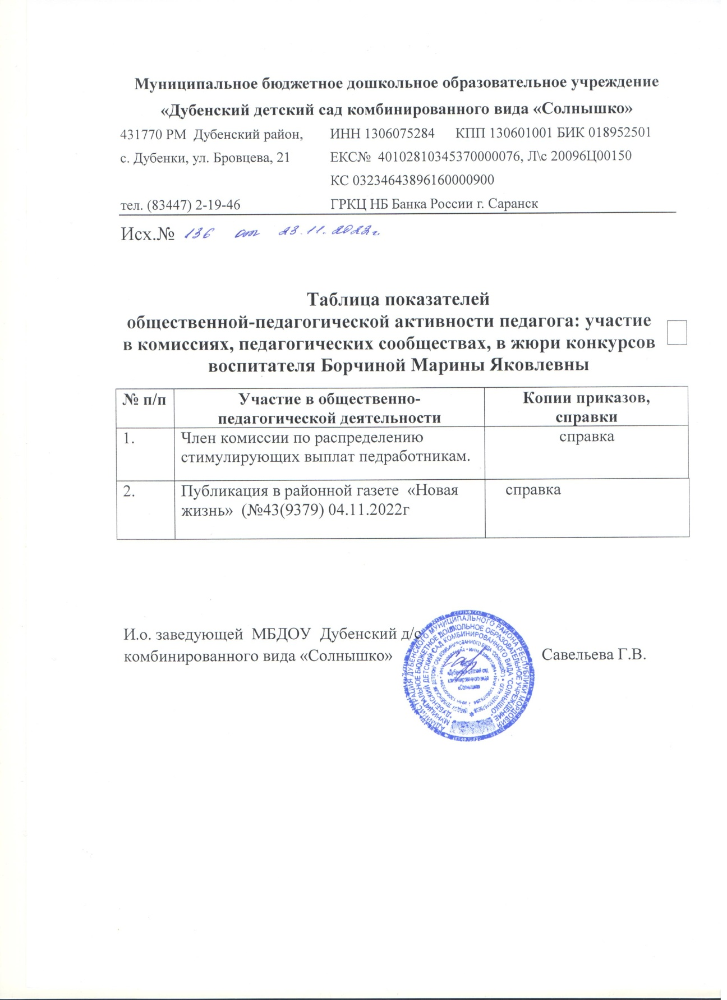 Муниципальное бюджетное дошкольное образовательное учреждение
«Дубенский детский сад комбинированного вида «Солнышко»
431770 РМ Дубенский район, ИНН 1306075284 КПП 130601001 БИК 018952501
с. Дубенки, ул. Бровцева, 21 ЕКС№ 40102810345370000076, Л\с 20096Ц00150
КС 03234643896160000900
тел. (83447) 2-19-46 ГРКЦ НБ Банка России г. Саранск
Исх.№ 136 от 23.11.2022г.
Таблица показателей
общественной-педагогической активности педагога: участие
в комиссиях, педагогических сообществах, в жюри конкурсов
воспитателя Борчиной Марины Яковлевны
№ п/п Участие в общественно- Копии приказов,
педагогической деятельности справки
1. Член комиссии по распределению справка
стимулирующих выплат педработникам.
2. Публикация в районной газете «Новая справка
жизнь» (№43(9379) 04.11.2022г
И.о. заведующей МБДОУ Дубенский д/с
комбинированного вида «Солнышко» Савельева Г.В.
АДМИНИСТРАЦИЯ ДУБЕНСКОГО МУНИЦИПАЛЬНОГО РАЙОНА РЕСПУБЛИКИ МОРДОВИЯ
МУНИЦИПАЛЬНОЕ БЮДЖЕТНОЕ ДОШКОЛЬНОЕ ОБРАЗОВАТЕЛЬНОЕ УЧРЕЖДЕНИЕ
"ДУБЕНСКИЙ ДЕТСКИЙ САД КОМБИНИРОВАННОГО ВИДА "СОЛНЫШКО"
«Дубенский детский сад
комбинированного вида
«Солнышко»